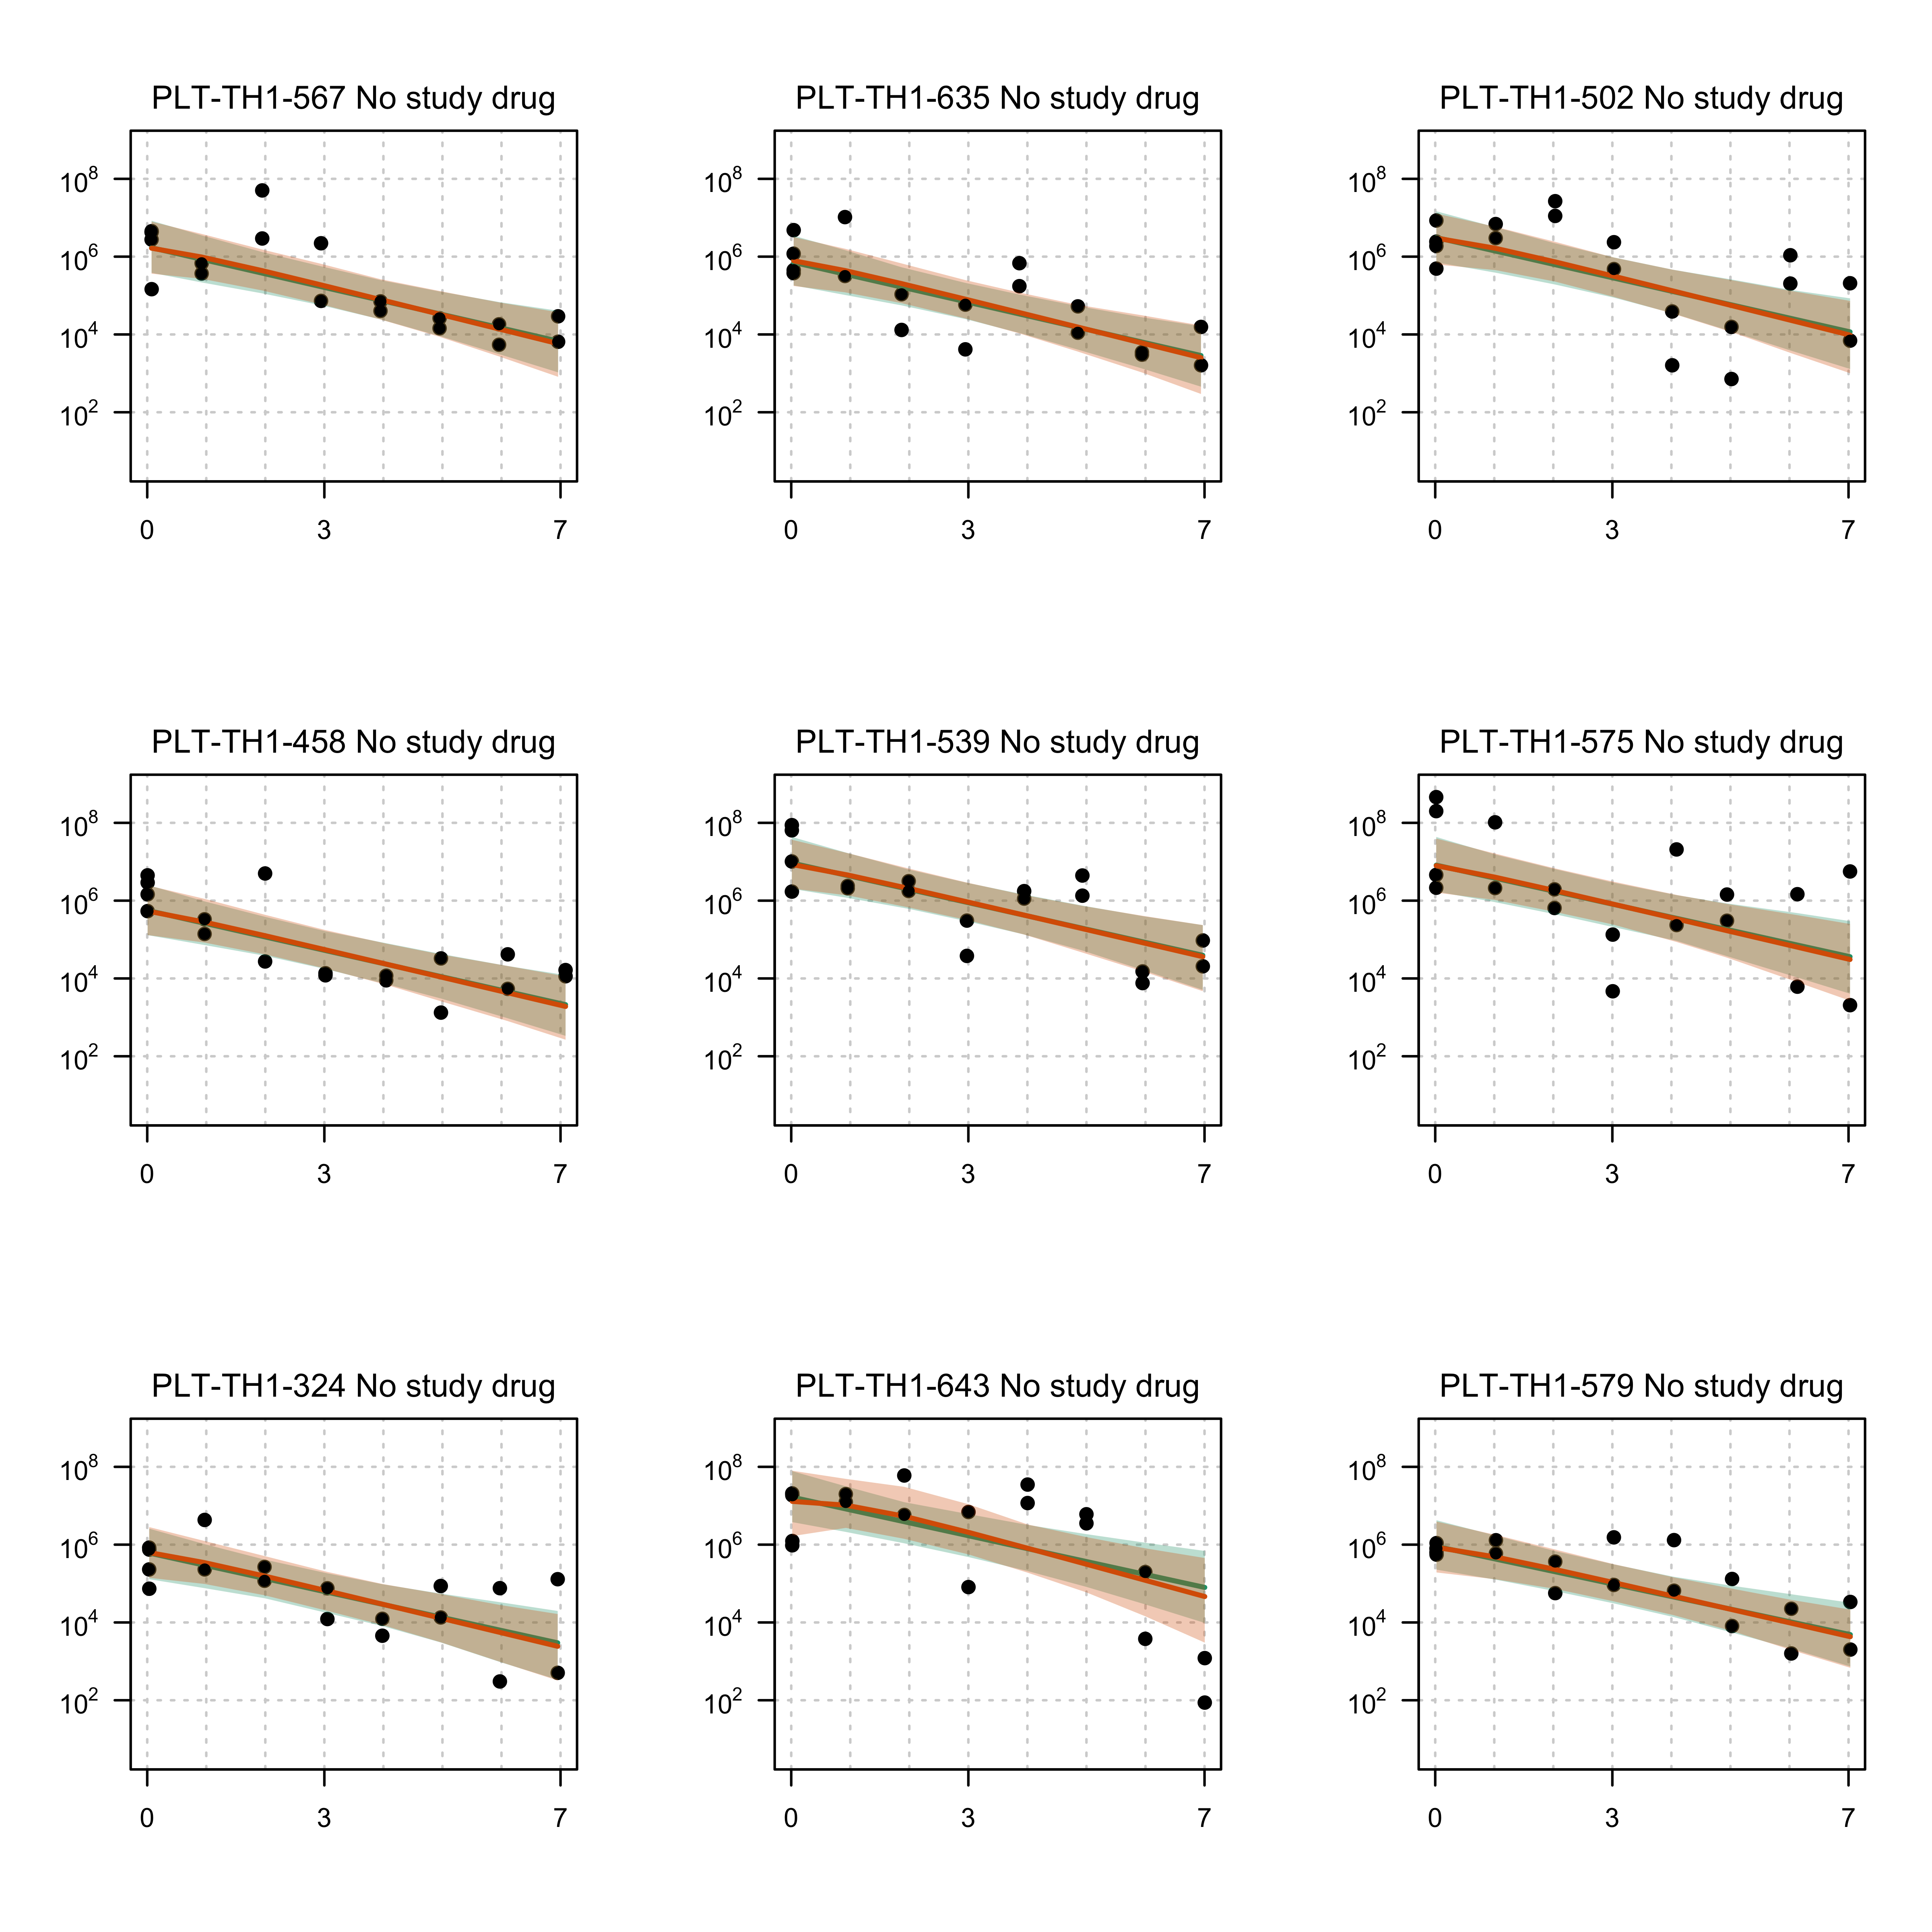 PLT-TH1-567 No study drug
10^8
10^6
10^4
10^2
0 3 7
PLT-TH1-635 No study drug
10^8
10^6
10^4
10^2
0 3 7
PLT-TH1-502 No study drug
10^8
10^6
10^4
10^2
0 3 7
PLT-TH1-458 No study drug
10^8
10^6
10^4
10^2
0 3 7
PLT-TH1-539 No study drug
10^8
10^6
10^4
10^2
0 3 7
PLT-TH1-575 No study drug
10^8
10^6
10^4
10^2
0 3 7
PLT-TH1-324 No study drug
10^8
10^6
10^4
10^2
0 3 7
PLT-TH1-643 No study drug
10^8
10^6
10^4
10^2
0 3 7
PLT-TH1-579 No study drug
10^8
10^6
10^4
10^2
0 3 7